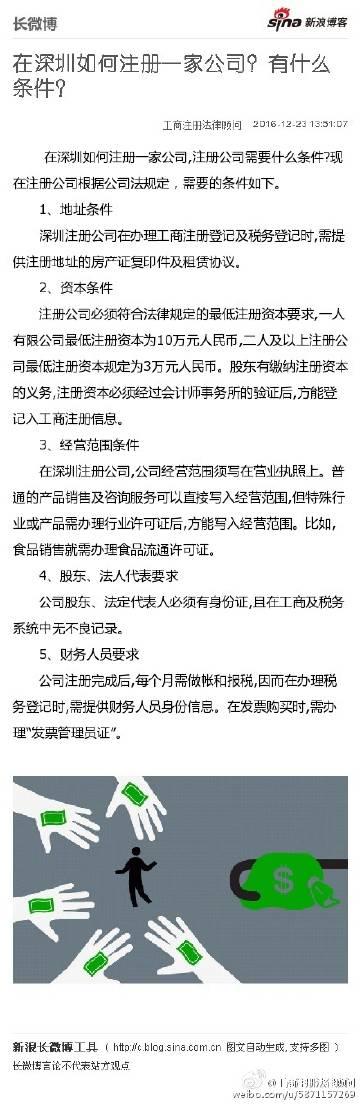 长微博
sina 新浪博客
在深圳如何注册一家公司？有什么
条件？
工商注册法律顾问 2016-12-23 13:51:07
在深圳如何注册一家公司,注册公司需要什么条件?现
在注册公司根据公司法规定，需要的条件如下。
1、地址条件
深圳注册公司在办理工商注册登记及税务登记时,需提
供注册地址的房产证复印件及租赁协议。
2、资本条件
注册公司必须符合法律规定的最低注册资本要求,一人
有限公司最低注册资本为10万元人民币,二人及以上注册公
司最低注册资本规定为3万元人民币。股东有缴纳注册资本
的义务,注册资本必须经过会计师事务所的验证后,方能登
记入工商注册信息。
3、经营范围条件
在深圳注册公司,公司经营范围须写在营业执照上。普
通的产品销售及咨询服务可以直接写入经营范围,但特殊行
业或产品需办理行业许可证后,方能写入经营范围。比如,
食品销售就需办理食品流通许可证。
4、股东、法人代表要求
公司股东、法定代表人必须有身份证,且在工商及税务
系统中无不良记录。
5、财务人员要求
公司注册完成后,每个月需做帐和报税,因而在办理税
务登记时,需提供财务人员身份信息。在发票购买时,需办
理“发票管理员证”。
$
新浪长微博工具 ( http://c.blog.sina.com.cn 图文自动生成,支持多图 )
长微博言论不代表站方观点
@工商注册法律顾问
weibo.com/u/5871157269